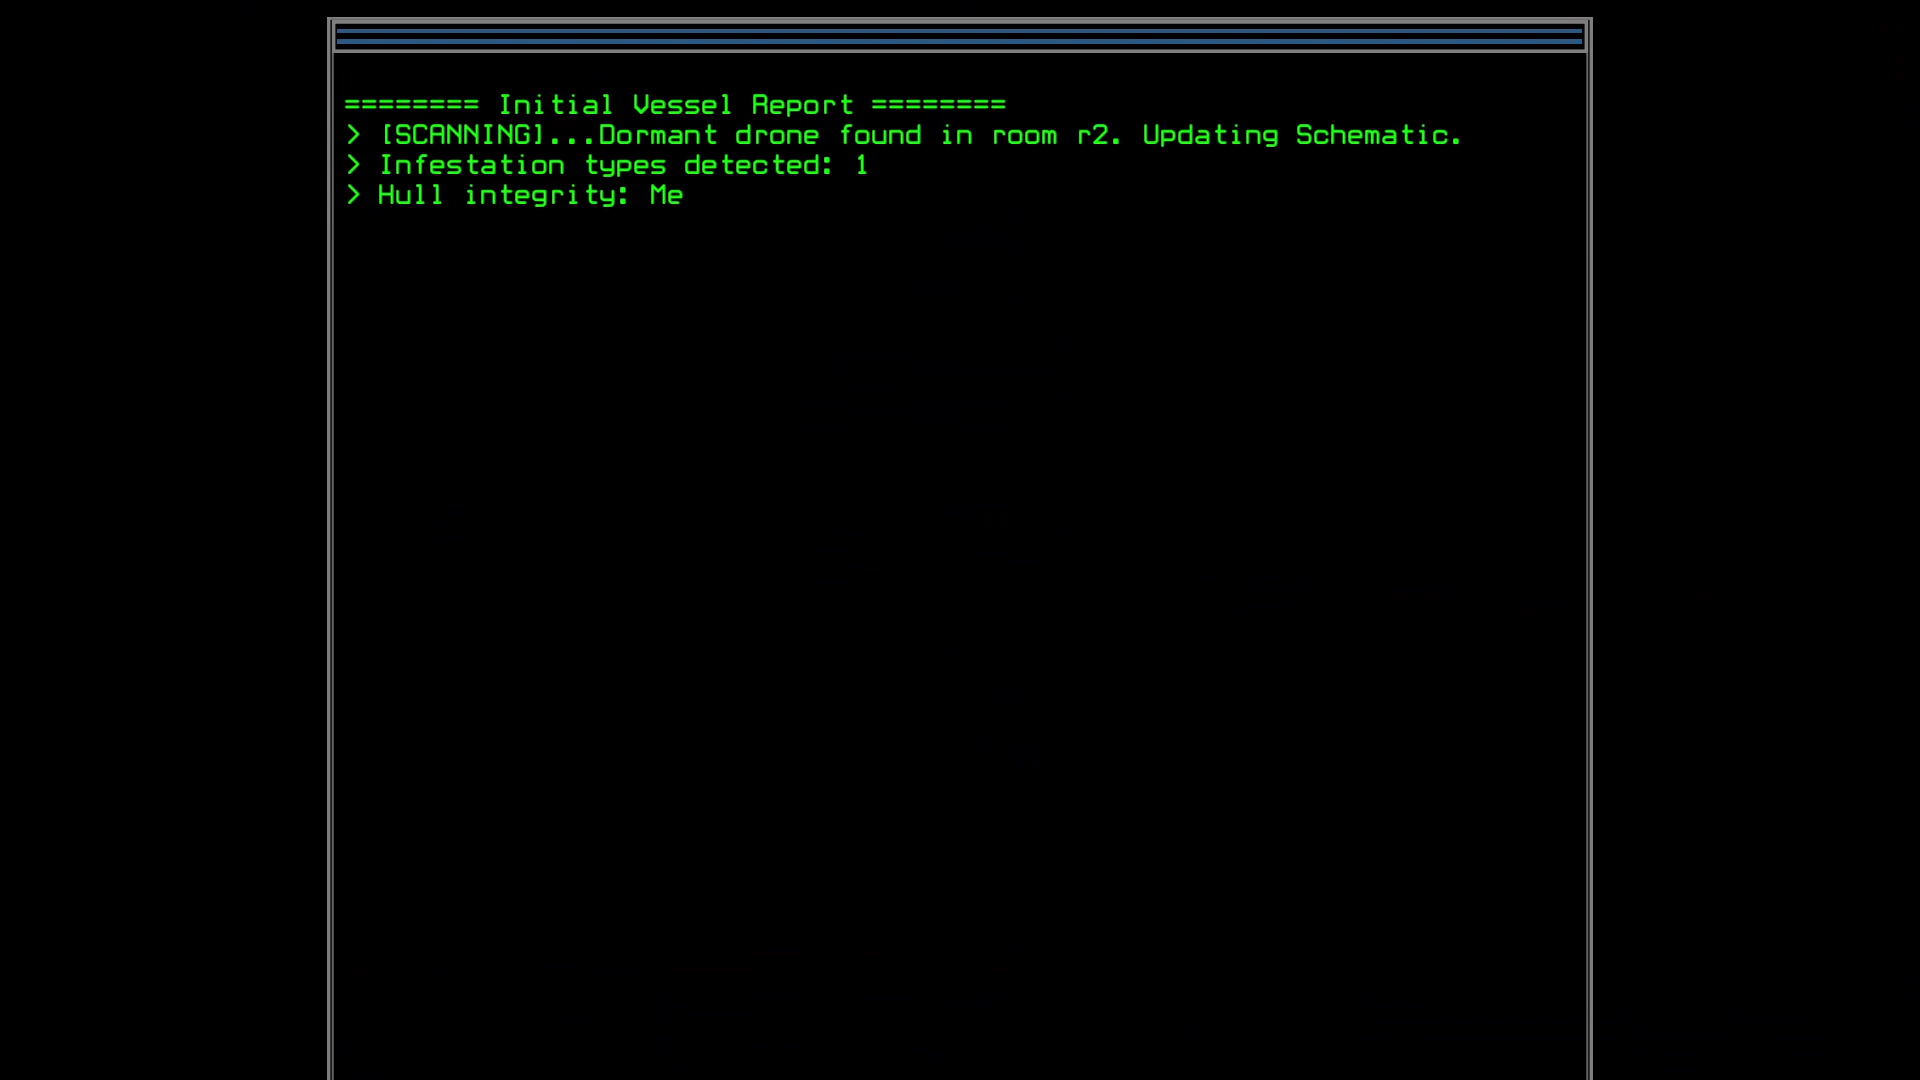 ======== Initial Vessel Report ========
> [SCANNING]...Dormant drone found in room r2. Updating Schematic.
> Infestation types detected: 1
> Hull integrity: Me